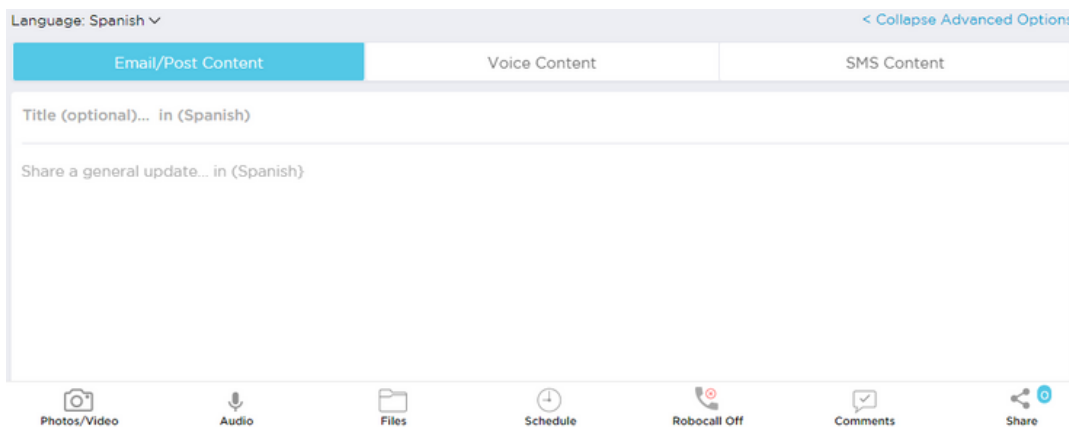 Language: Spanish
< Collapse Advanced Options
Email/Post Content
Voice Content
SMS Content
Title (optional)... in (Spanish)
Share a general update... in (Spanish}
Photos/Video
Audio
Files
Schedule
Robocall Off
Comments
Share
0